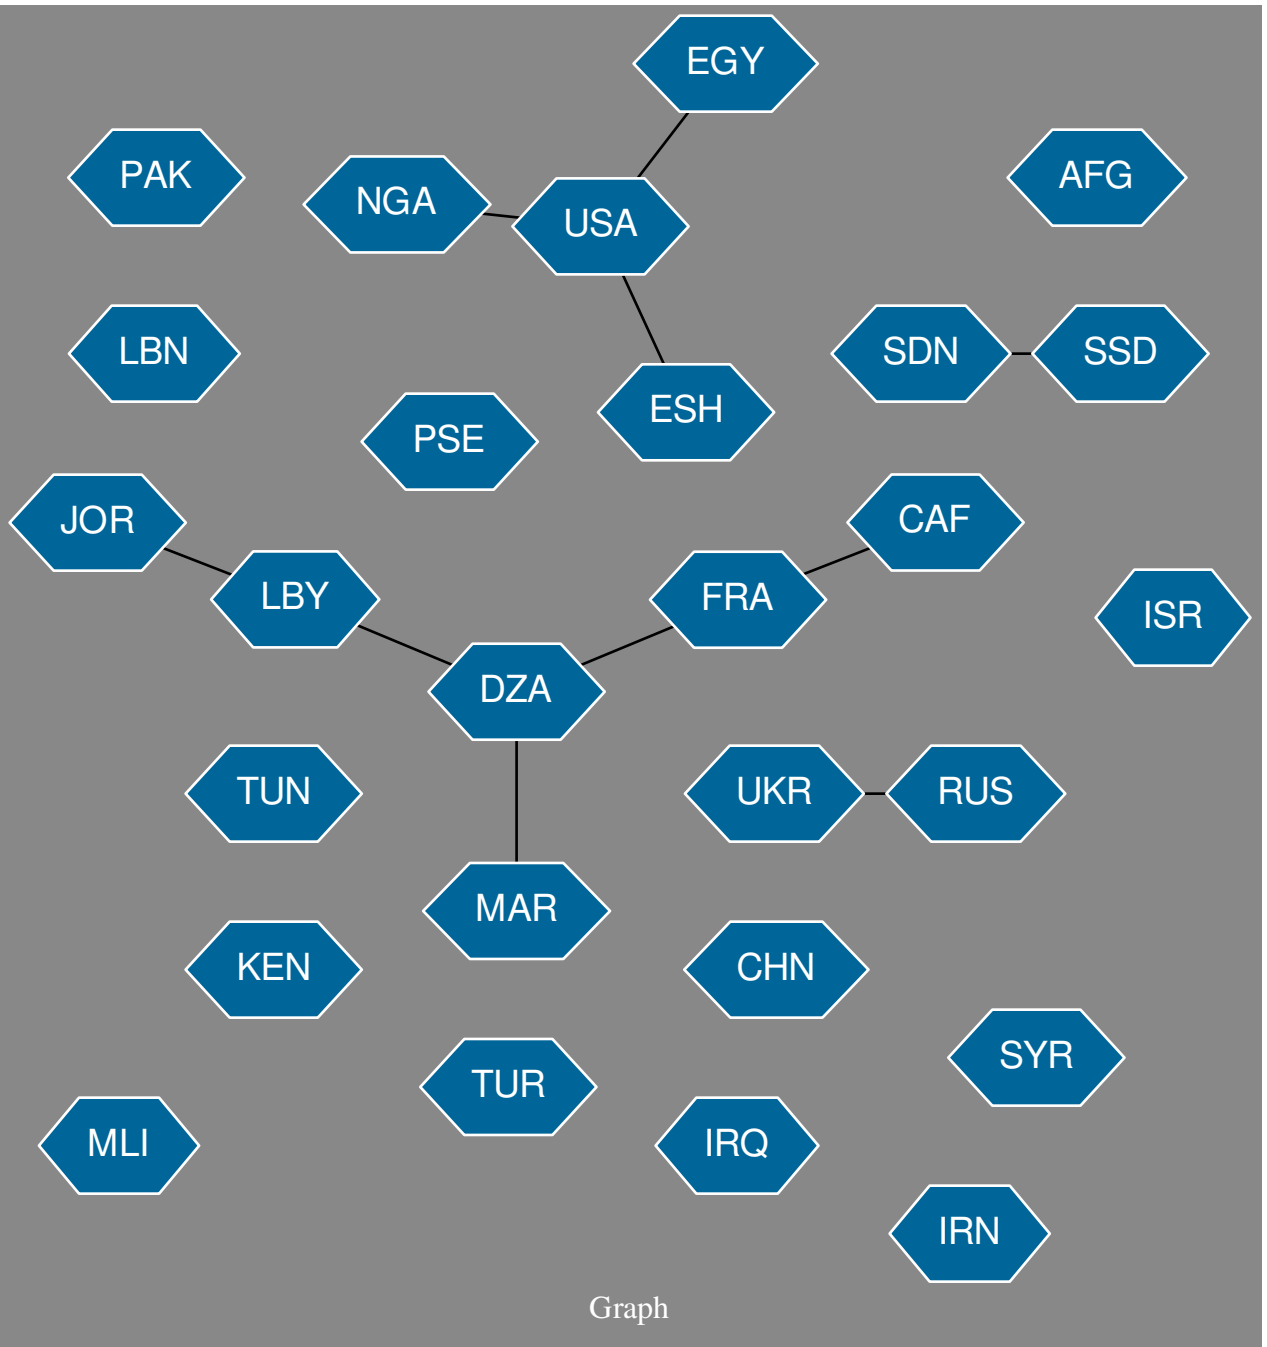 EGY
PAK
AFG
NGA
USA
LBN
SDN
SSD
ESH
PSE
JOR
CAF
LBY
FRA
ISR
DZA
TUN
UKR
RUS
MAR
KEN
CHN
SYR
TUR
MLI
IRQ
IRN
Graph